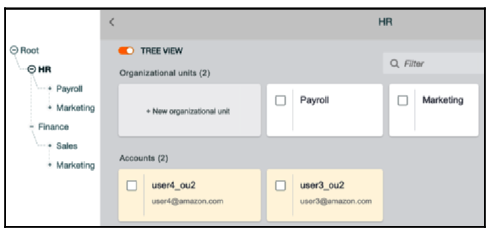 HR
Root
HR
Payroll
Marketing
Finance
Sales
Marketing
TREE VIEW
Filter
Organizational units (2)
+ New organizational unit
Payroll
Marketing
Accounts (2)
user4_ou2
user4@amazon.com
user3_ou2
user3@amazon.com